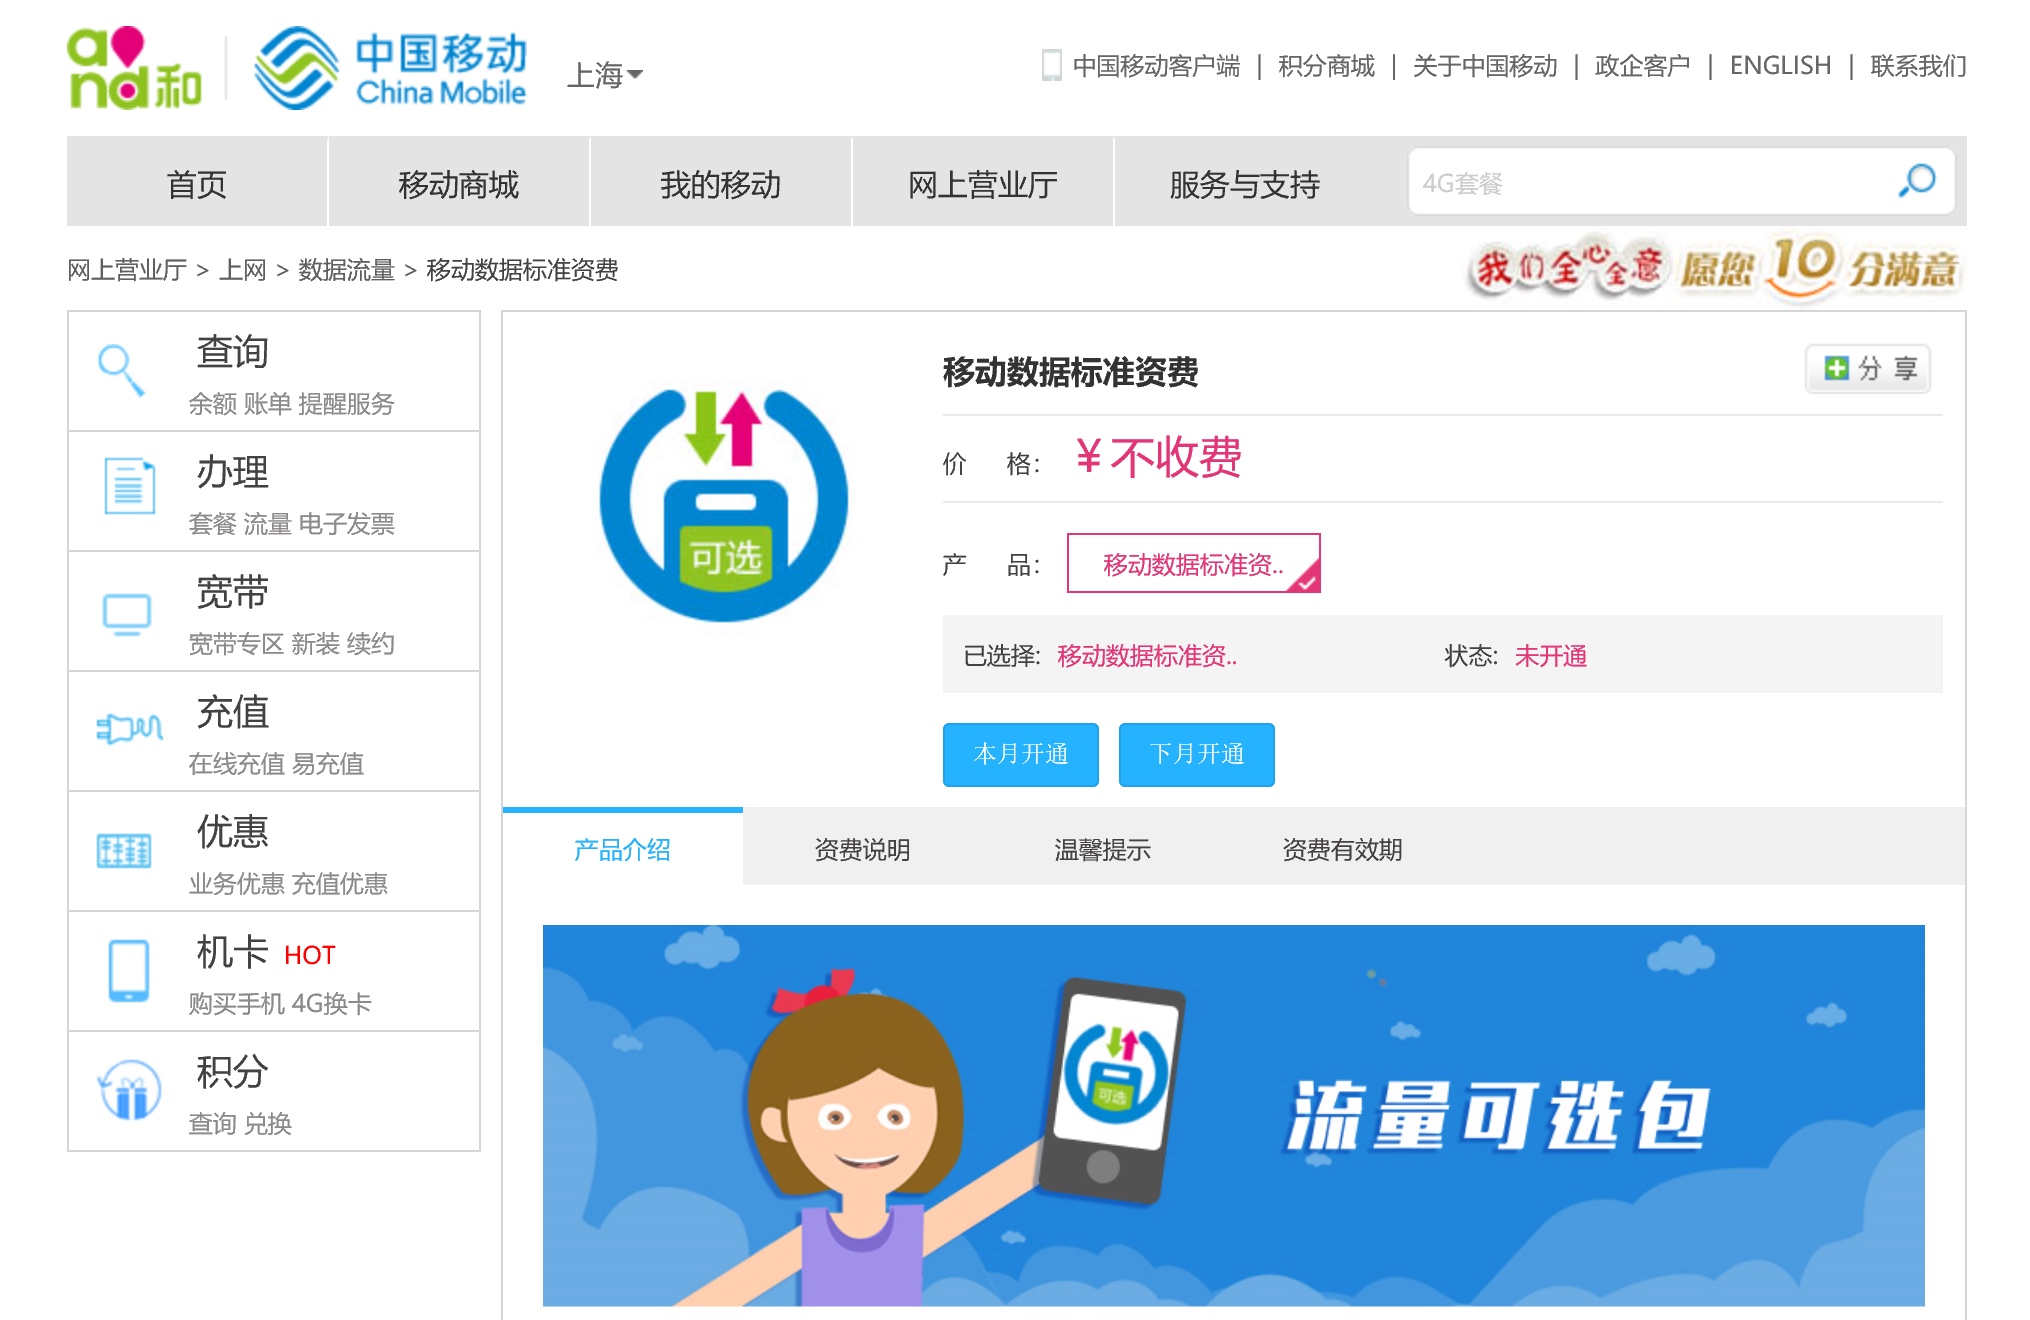 and和
中国移动
China Mobile
上海
中国移动客户端 | 积分商城 | 关于中国移动 | 政企客户 | ENGLISH | 联系我们
首页 移动商城 我的移动 网上营业厅 服务与支持 4G套餐
网上营业厅 > 上网 > 数据流量 > 移动数据标准资费
我们全心全意 愿您10分满意
查询
余额 账单 提醒服务
办理
套餐 流量 电子发票
宽带
宽带专区 新装 续约
充值
在线充值 易充值
优惠
业务优惠 充值优惠
机卡 HOT
购买手机 4G换卡
积分
查询 兑换
可选
移动数据标准资费
分 享
价 格: ¥不收费
产 品: 移动数据标准资..
已选择: 移动数据标准资.. 状态: 未开通
本月开通 下月开通
产品介绍 资费说明 温馨提示 资费有效期
可选
流量可选包